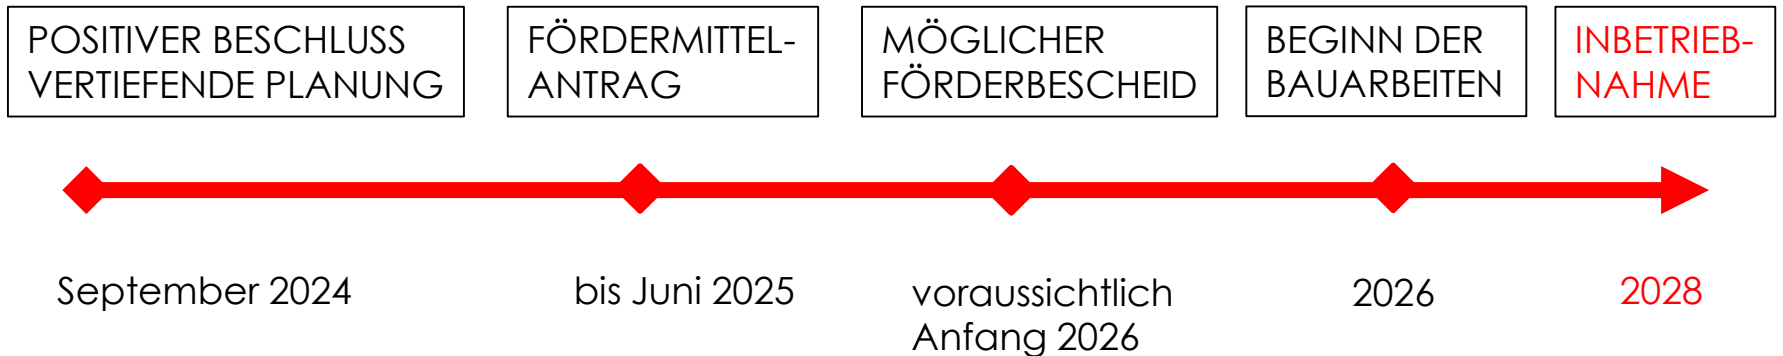 POSITIVER BESCHLUSS
VERTIEFENDE PLANUNG
FÖRDERMITTEL-
ANTRAG
MÖGLICHER
FÖRDERBESCHEID
BEGINN DER
BAUARBEITEN
INBETRIEB-
NAHME
September 2024
bis Juni 2025
voraussichtlich
Anfang 2026
2026
2028